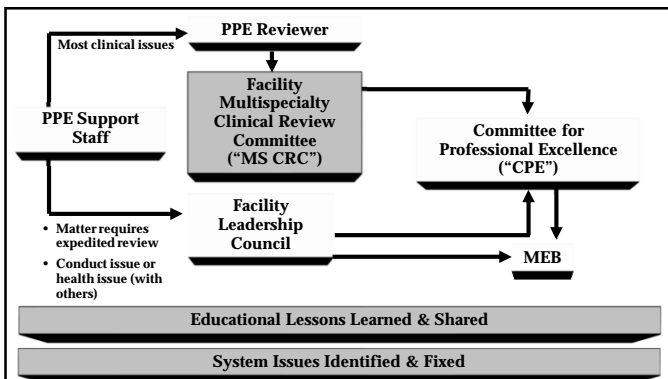 PPE Reviewer
Most clinical issues
Facility
Multispecialty
Clinical Review
Committee
("MS CRC")
PPE Support
Staff
Committee for
Professional Excellence
("CPE")
Facility
Leadership
Council
• Matter requires
expedited review
• Conduct issue or
health issue (with
others)
MEB
Educational Lessons Learned & Shared
System Issues Identified & Fixed